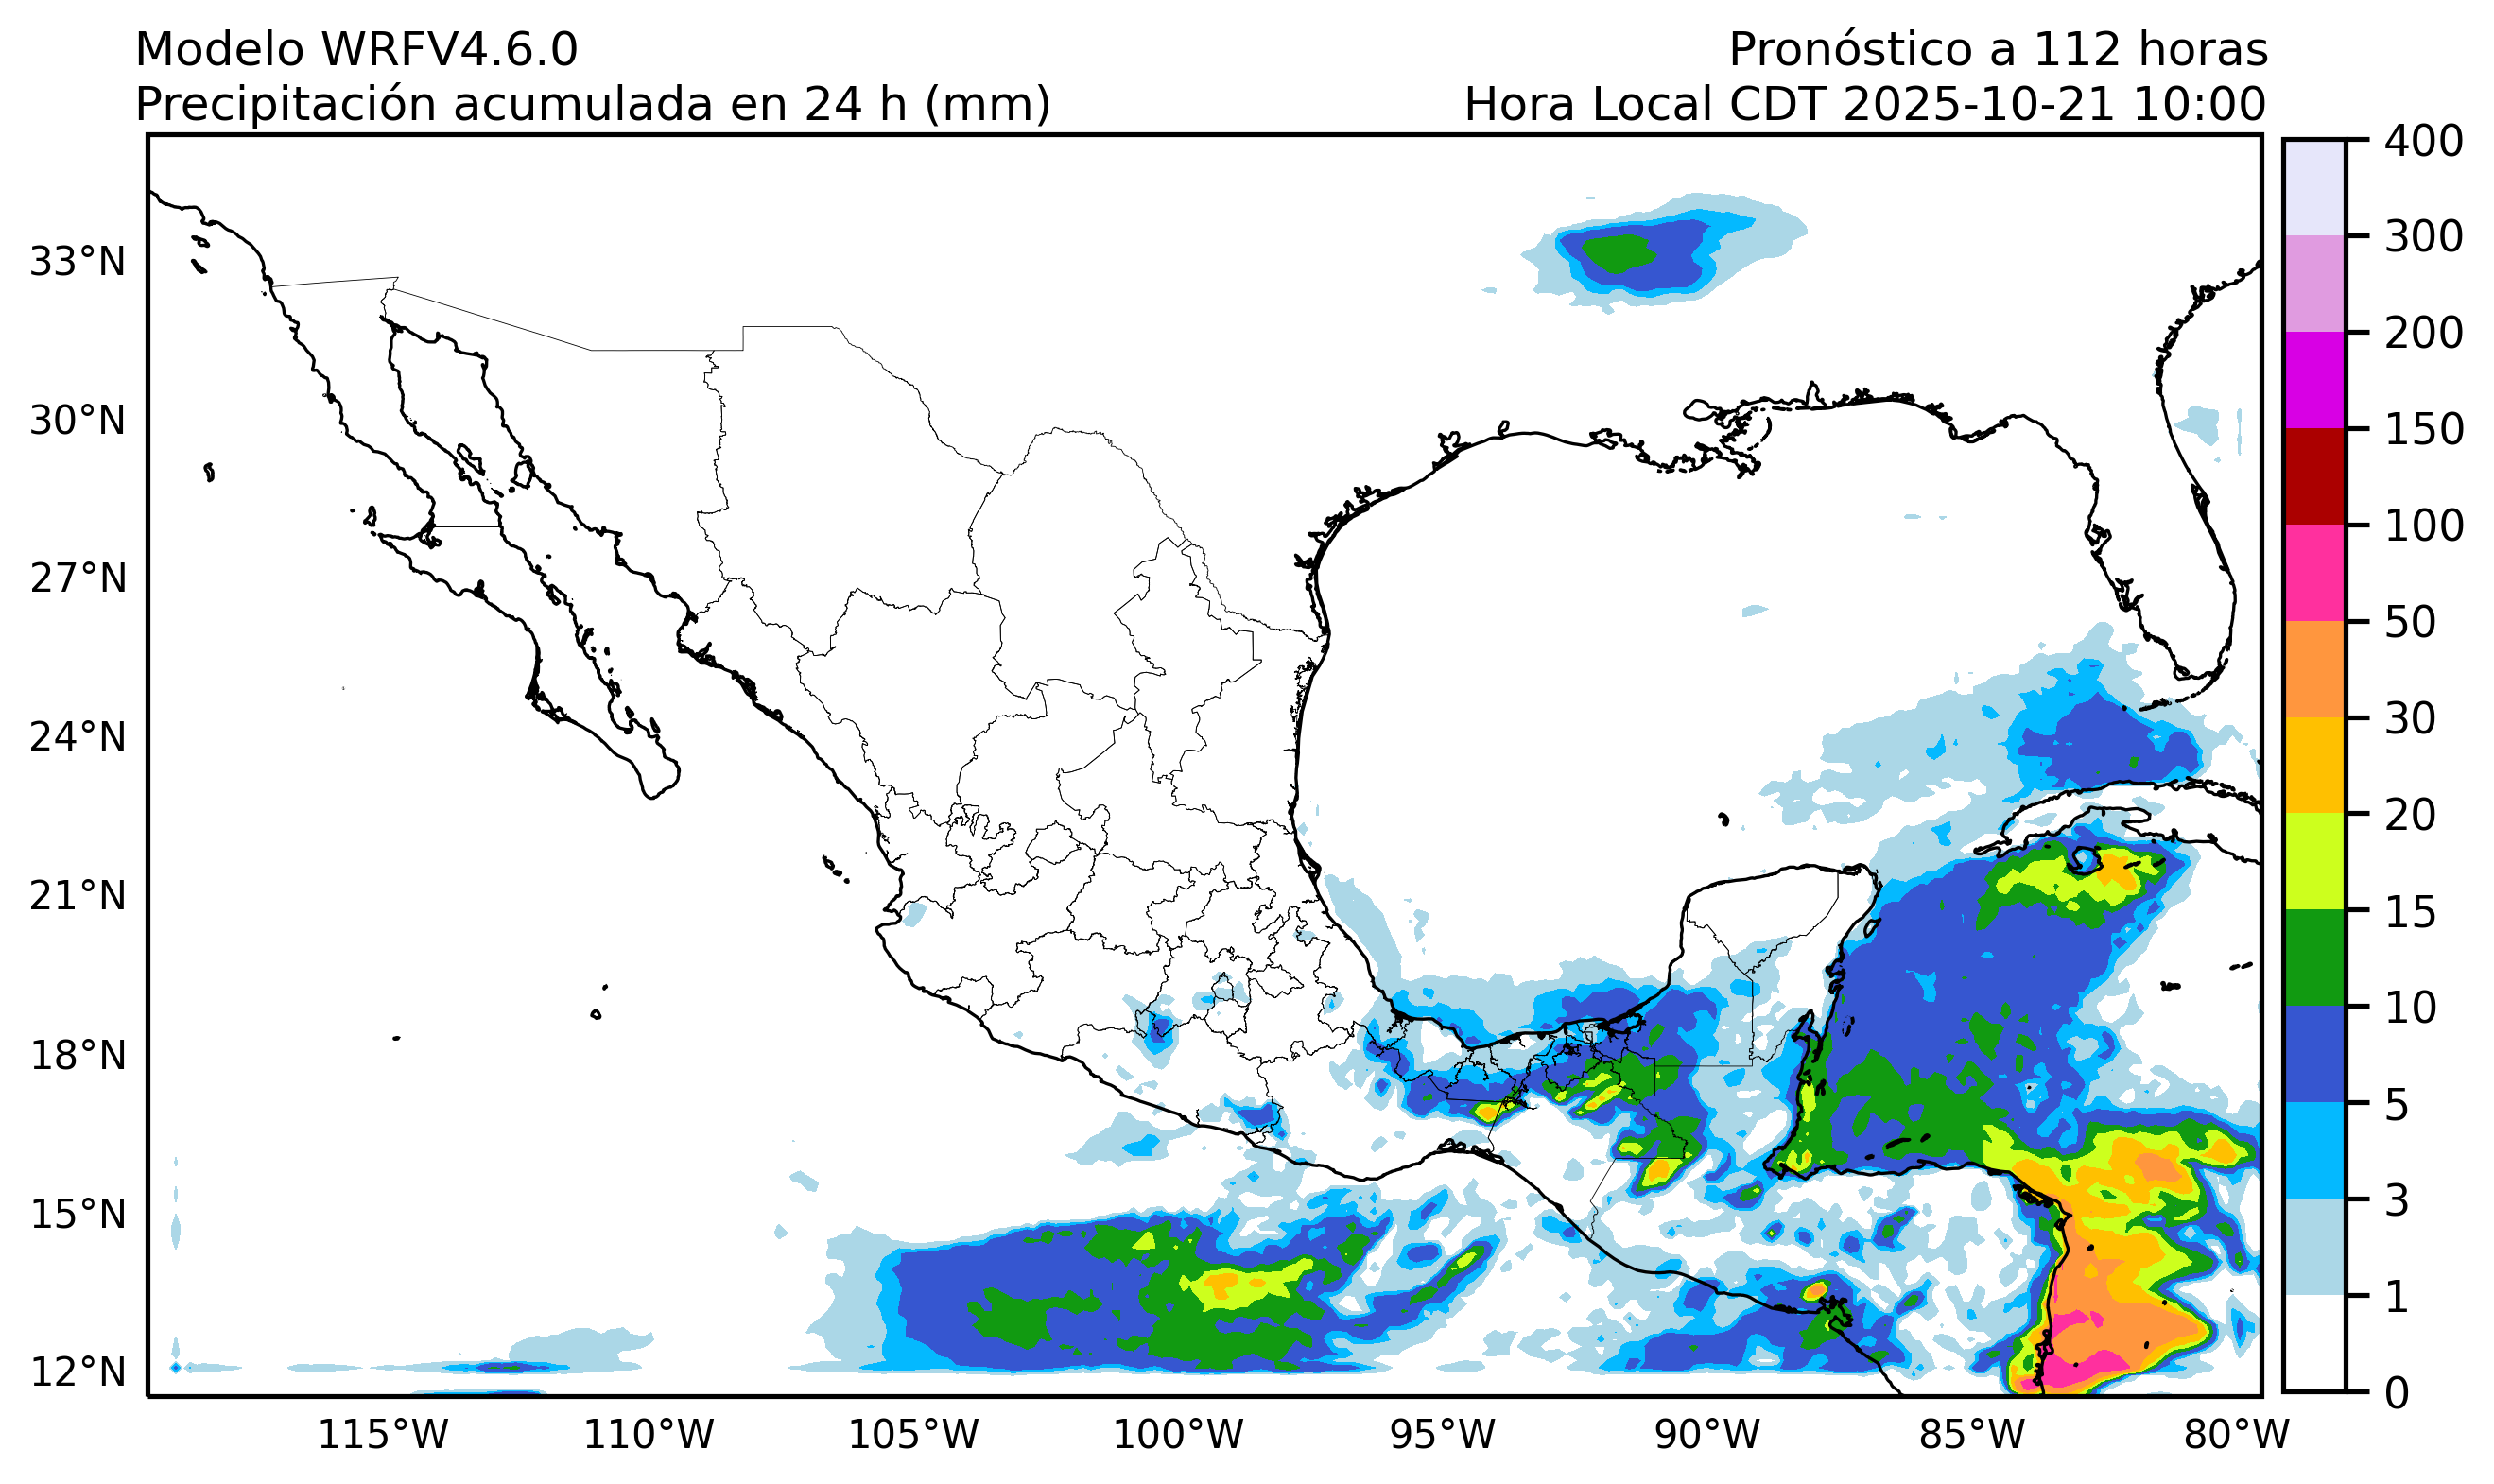 Modelo WRFV4.6.0
Pronóstico a 112 horas
Precipitación acumulada en 24 h (mm)
Hora Local CDT 2025-10-21 10:00
400
300
200
150
100
50
30
20
15
10
5
3
1
0
33°N
30°N
27°N
24°N
21°N
18°N
15°N
12°N
115°W
110°W
105°W
100°W
95°W
90°W
85°W
80°W